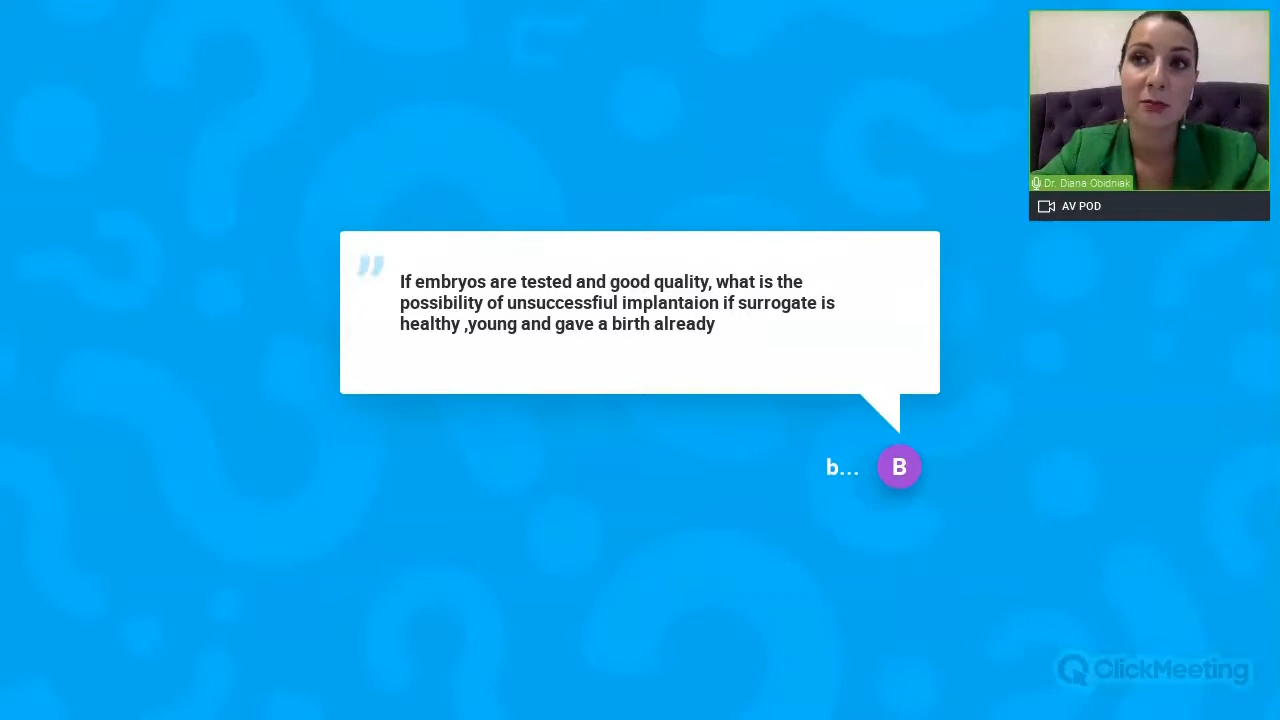 Dr. Diana Obidniak
AV POD
If embryos are tested and good quality, what is the
possibility of unsuccessfiul implantaion if surrogate is
healthy ,young and gave a birth already
b...
B
ClickMeeting